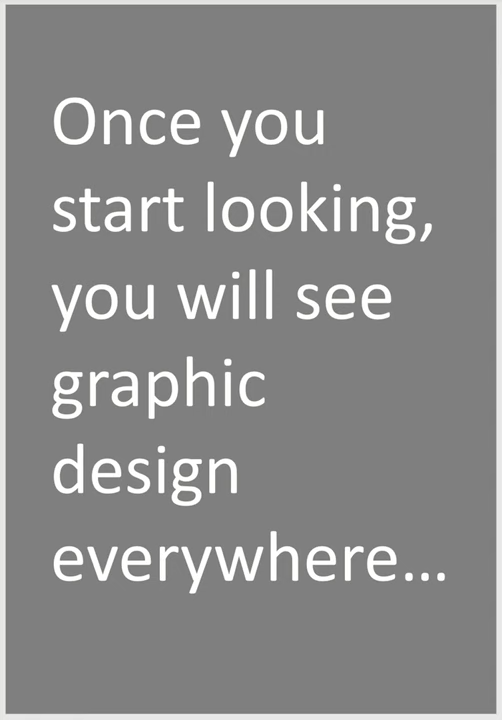 Once you
start looking,
you will see
graphic
design
everywhere...